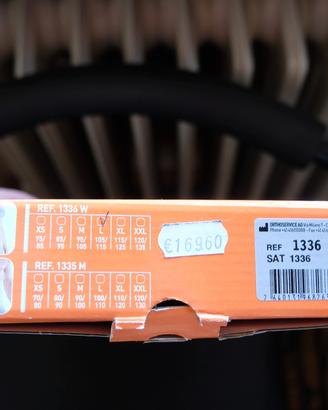 REF. 1336 W
XS S M L XL XXL
75/ 85/ 95/ 105/ 115/ 120/
85 95 105 115 125 139
REF. 1335 M
XS S M L XL XXL
70/ 80/ 90/ 100/ 110/ 120/
80 90 100 110 120 130
€169.60
ORTHOSERVICE AG
REF 1336
SAT 1336